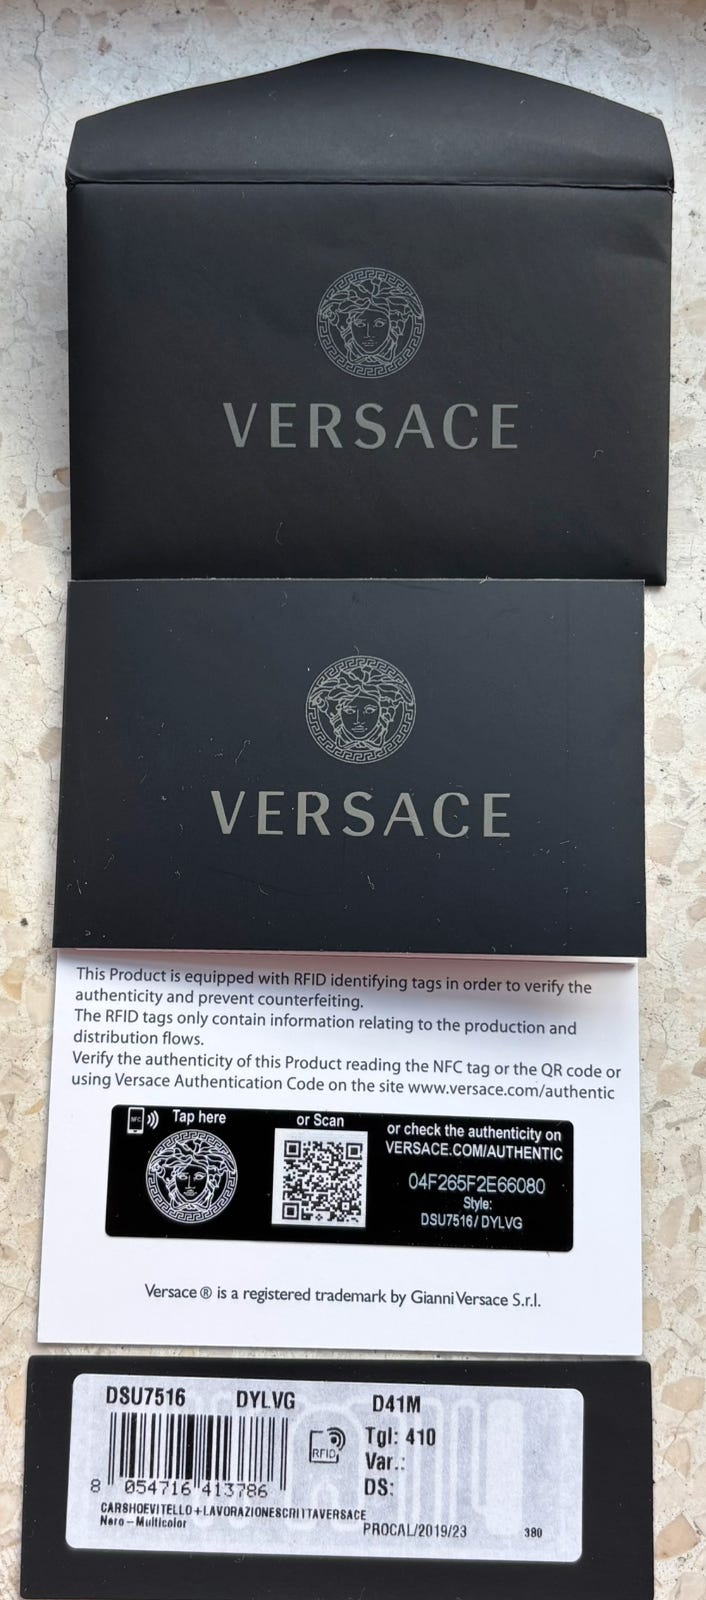 VERSACE
VERSACE
This Product is equipped with RFID identifying tags in order to verify the
authenticity and prevent counterfeiting.
The RFID tags only contain information relating to the production and
distribution flows.
Verify the authenticity of this Product reading the NFC tag or the QR code or
using Versace Authentication Code on the site www.versace.com/authentic
NFC
Tap here
or Scan
or check the authenticity on
VERSACE.COM/AUTHENTIC
04F265F2E66080
Style:
DSU7516/ DYLVG
Versace ® is a registered trademark by Gianni Versace S.r.l.
DSU7516 DYLVG D41M
RFID
Tgl: 410
Var.:
DS:
8 054716 413786
CARSHOEVITELLO+LAVORAZIONESCRITTAVERSACE
Nero-Multicolor
PROCAL/2019/23 380